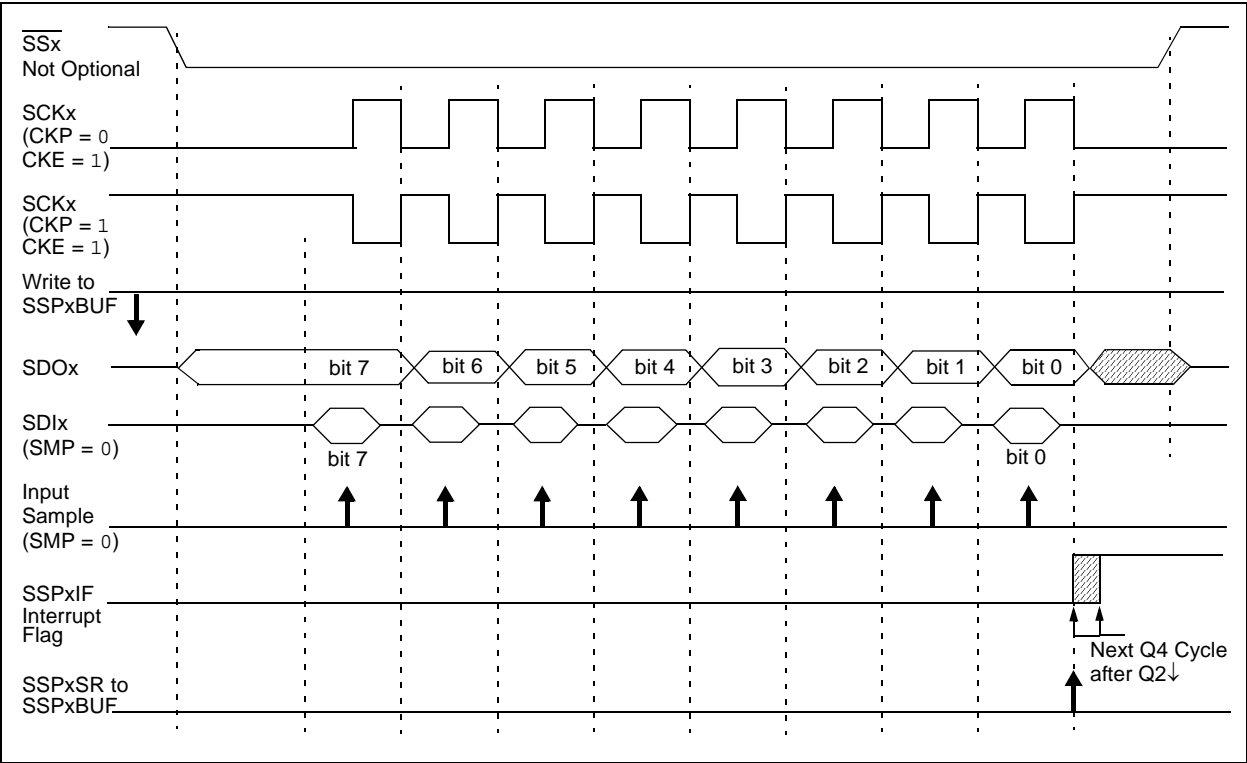 SSx
Not Optional
SCKx
(CKP = 0
CKE = 1)
SCKx
(CKP = 1
CKE = 1)
Write to
SSPxBUF
SDOx
bit 7
bit 6
bit 5
bit 4
bit 3
bit 2
bit 1
bit 0
SDIx
(SMP = 0)
bit 7
bit 0
Input
Sample
(SMP = 0)
SSPxIF
Interrupt
Flag
Next Q4 Cycle
after Q2↓
SSPxSR to
SSPxBUF